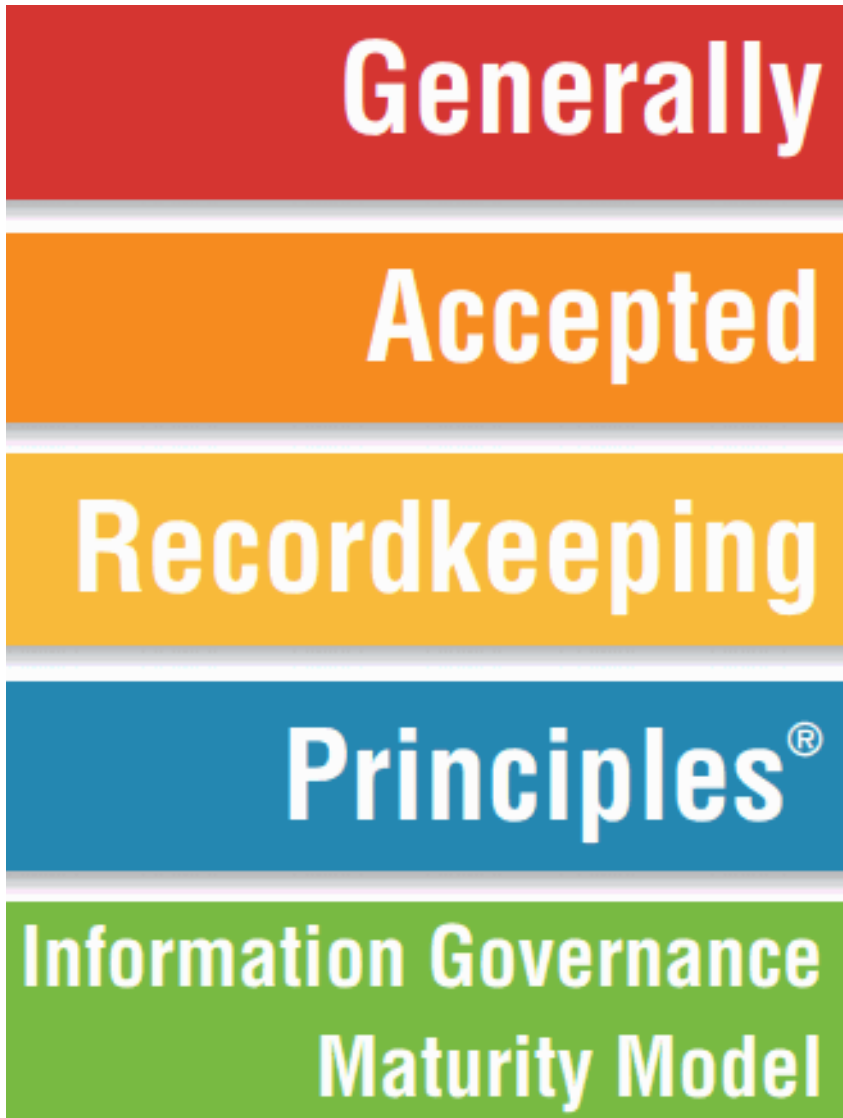 Generally
Accepted
Recordkeeping
Principles®
Information Governance
Maturity Model